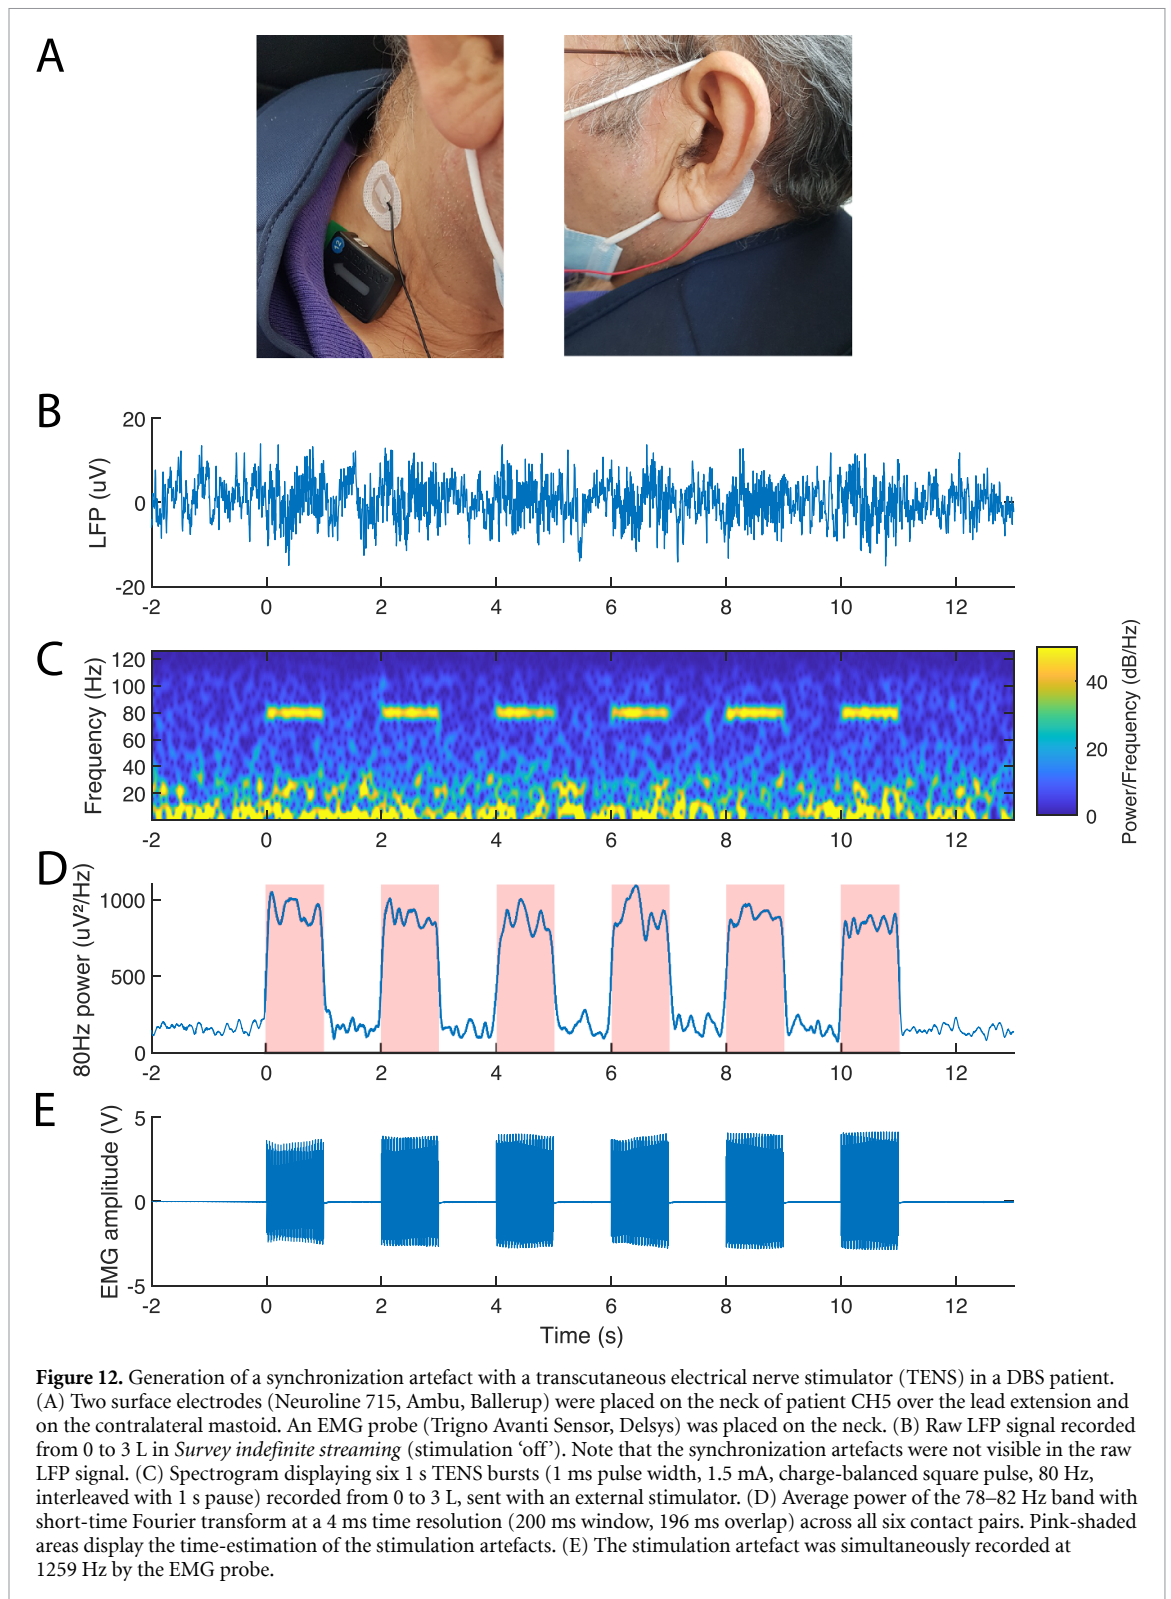 A
12
B
20
0
-20
LFP (uV)
-2 0 2 4 6 8 10 12
C
120
100
80
60
40
20
Frequency (Hz)
-2 0 2 4 6 8 10 12
40
20
0
Power/Frequency (dB/Hz)
D
1000
500
0
80Hz power (uV²/Hz)
-2 0 2 4 6 8 10 12
E
5
0
-5
EMG amplitude (V)
-2 0 2 4 6 8 10 12
Time (s)
Figure 12. Generation of a synchronization artefact with a transcutaneous electrical nerve stimulator (TENS) in a DBS patient.
(A) Two surface electrodes (Neuroline 715, Ambu, Ballerup) were placed on the neck of patient CH5 over the lead extension and
on the contralateral mastoid. An EMG probe (Trigno Avanti Sensor, Delsys) was placed on the neck. (B) Raw LFP signal recorded
from 0 to 3 L in Survey indefinite streaming (stimulation ‘off’). Note that the synchronization artefacts were not visible in the raw
LFP signal. (C) Spectrogram displaying six 1 s TENS bursts (1 ms pulse width, 1.5 mA, charge-balanced square pulse, 80 Hz,
interleaved with 1 s pause) recorded from 0 to 3 L, sent with an external stimulator. (D) Average power of the 78–82 Hz band with
short-time Fourier transform at a 4 ms time resolution (200 ms window, 196 ms overlap) across all six contact pairs. Pink-shaded
areas display the time-estimation of the stimulation artefacts. (E) The stimulation artefact was simultaneously recorded at
1259 Hz by the EMG probe.